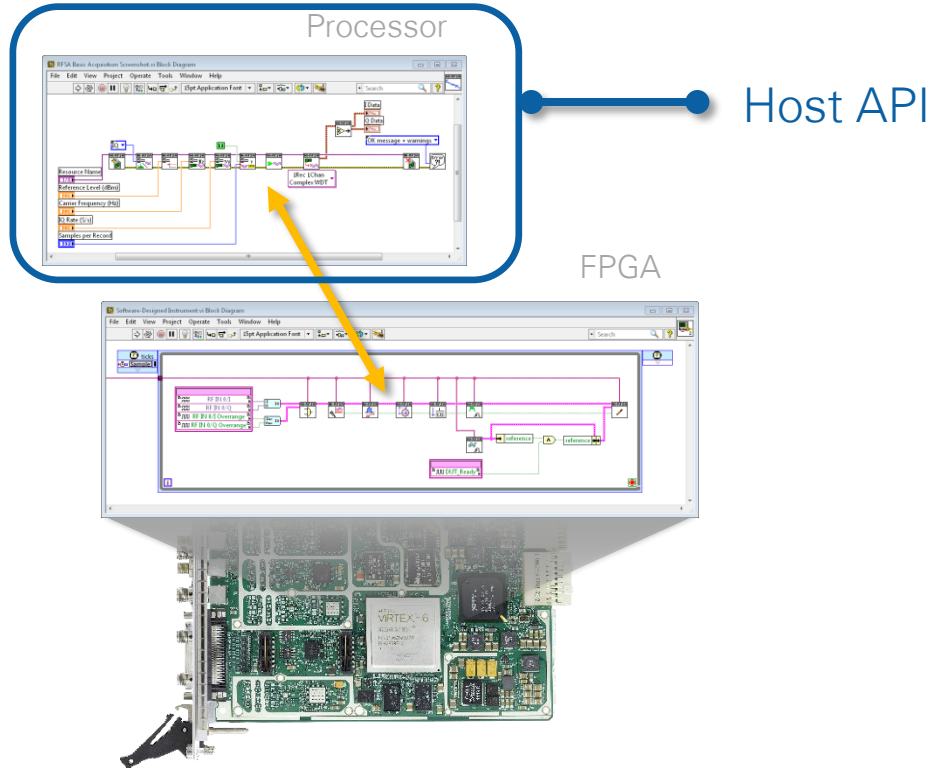 Processor
RFSA Basic Acquisition Screenshot.vi Block Diagram
File Edit View Project Operate Tools Window Help
15pt Application Font
Search
I Data
Q Data
OK message + warnings
IQ
1Rec 1Chan
Complex WDT
Resource Name
Reference Level (dBm)
Carrier Frequency (Hz)
IQ Rate (S/s)
Samples per Record
Host API
FPGA
Software-Designed Instrument.vi Block Diagram
File Edit View Project Operate Tools Window Help
15pt Application Font
Search
ticks
Sample
RF IN 0/I
RF IN 0/Q
RF IN 0/I Overrange
RF IN 0/Q Overrange
reference
reference
DUT_Ready
VIRTEX-6